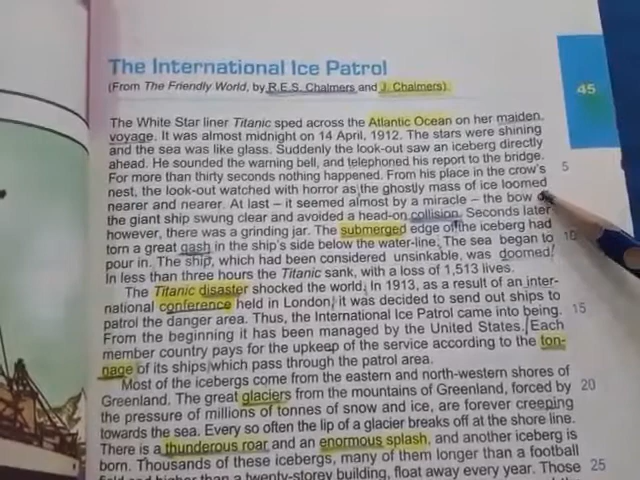 The International Ice Patrol
(From The Friendly World, by R.E.S. Chalmers and J. Chalmers).
45
The White Star liner Titanic sped across the Atlantic Ocean on her maiden
voyage. It was almost midnight on 14 April, 1912. The stars were shining
and the sea was like glass. Suddenly the look-out saw an iceberg directly
ahead. He sounded the warning bell, and telephoned his report to the bridge.
For more than thirty seconds nothing happened. From his place in the crow's 5
nest, the look-out watched with horror as the ghostly mass of ice loomed
nearer and nearer. At last – it seemed almost by a miracle – the bow
the giant ship swung clear and avoided a head-on collision. Seconds later
however, there was a grinding jar. The submerged edge of the iceberg had
torn a great gash in the ship's side below the water-line. The sea began to 10
pour in. The ship, which had been considered unsinkable, was doomed!
In less than three hours the Titanic sank, with a loss of 1,513 lives.
The Titanic disaster shocked the world. In 1913, as a result of an inter-
national conference held in London, it was decided to send out ships to
patrol the danger area. Thus, the International Ice Patrol came into being. 15
From the beginning it has been managed by the United States. Each
member country pays for the upkeep of the service according to the ton-
nage of its ships which pass through the patrol area.
Most of the icebergs come from the eastern and north-western shores of
Greenland. The great glaciers from the mountains of Greenland, forced by 20
the pressure of millions of tonnes of snow and ice, are forever creeping
towards the sea. Every so often the lip of a glacier breaks off at the shore line.
There is a thunderous roar and an enormous splash, and another iceberg is
born. Thousands of these icebergs, many of them longer than a football
field and higher than a twenty-storey building, float away every year. Those 25